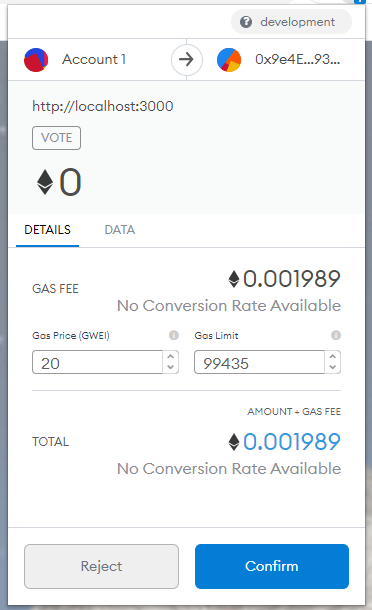 development
Account 1
0x9e4E...93...
http://localhost:3000
VOTE
0
DETAILS
DATA
GAS FEE
0.001989
No Conversion Rate Available
Gas Price (GWEI)
Gas Limit
20
99435
AMOUNT + GAS FEE
TOTAL
0.001989
No Conversion Rate Available
Reject
Confirm